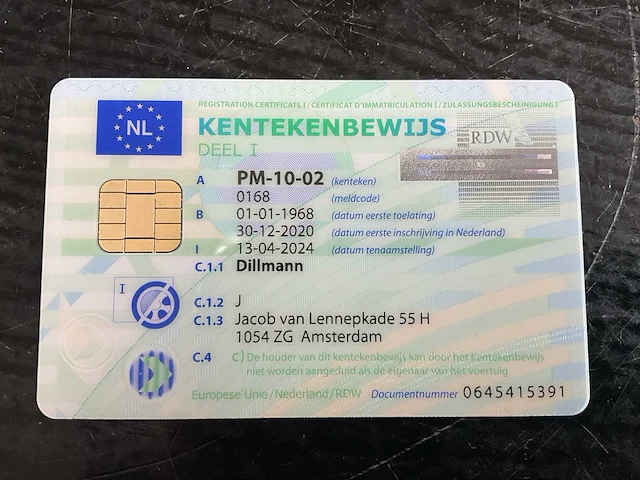 REGISTRATION CERTIFICATE I / CERTIFICAT D'IMMATRICULATION I / ZULASSUNGSBESCHEINIGUNG I
NL
KENTEKENBEWIJS
RDW
DEEL I
A PM-10-02 (kenteken)
0168 (meldcode)
B 01-01-1968 (datum eerste toelating)
30-12-2020 (datum eerste inschrijving in Nederland)
I 13-04-2024 (datum tenaamstelling)
C.1.1 Dillmann
I
C.1.2 J
C.1.3 Jacob van Lennepkade 55 H
1054 ZG Amsterdam
C.4 C) De houder van dit kentekenbewijs kan door het kentekenbewijs
niet worden aangeduid als de eigenaar van het voertuig
Europese Unie/Nederland/RDW Documentnummer 0645415391